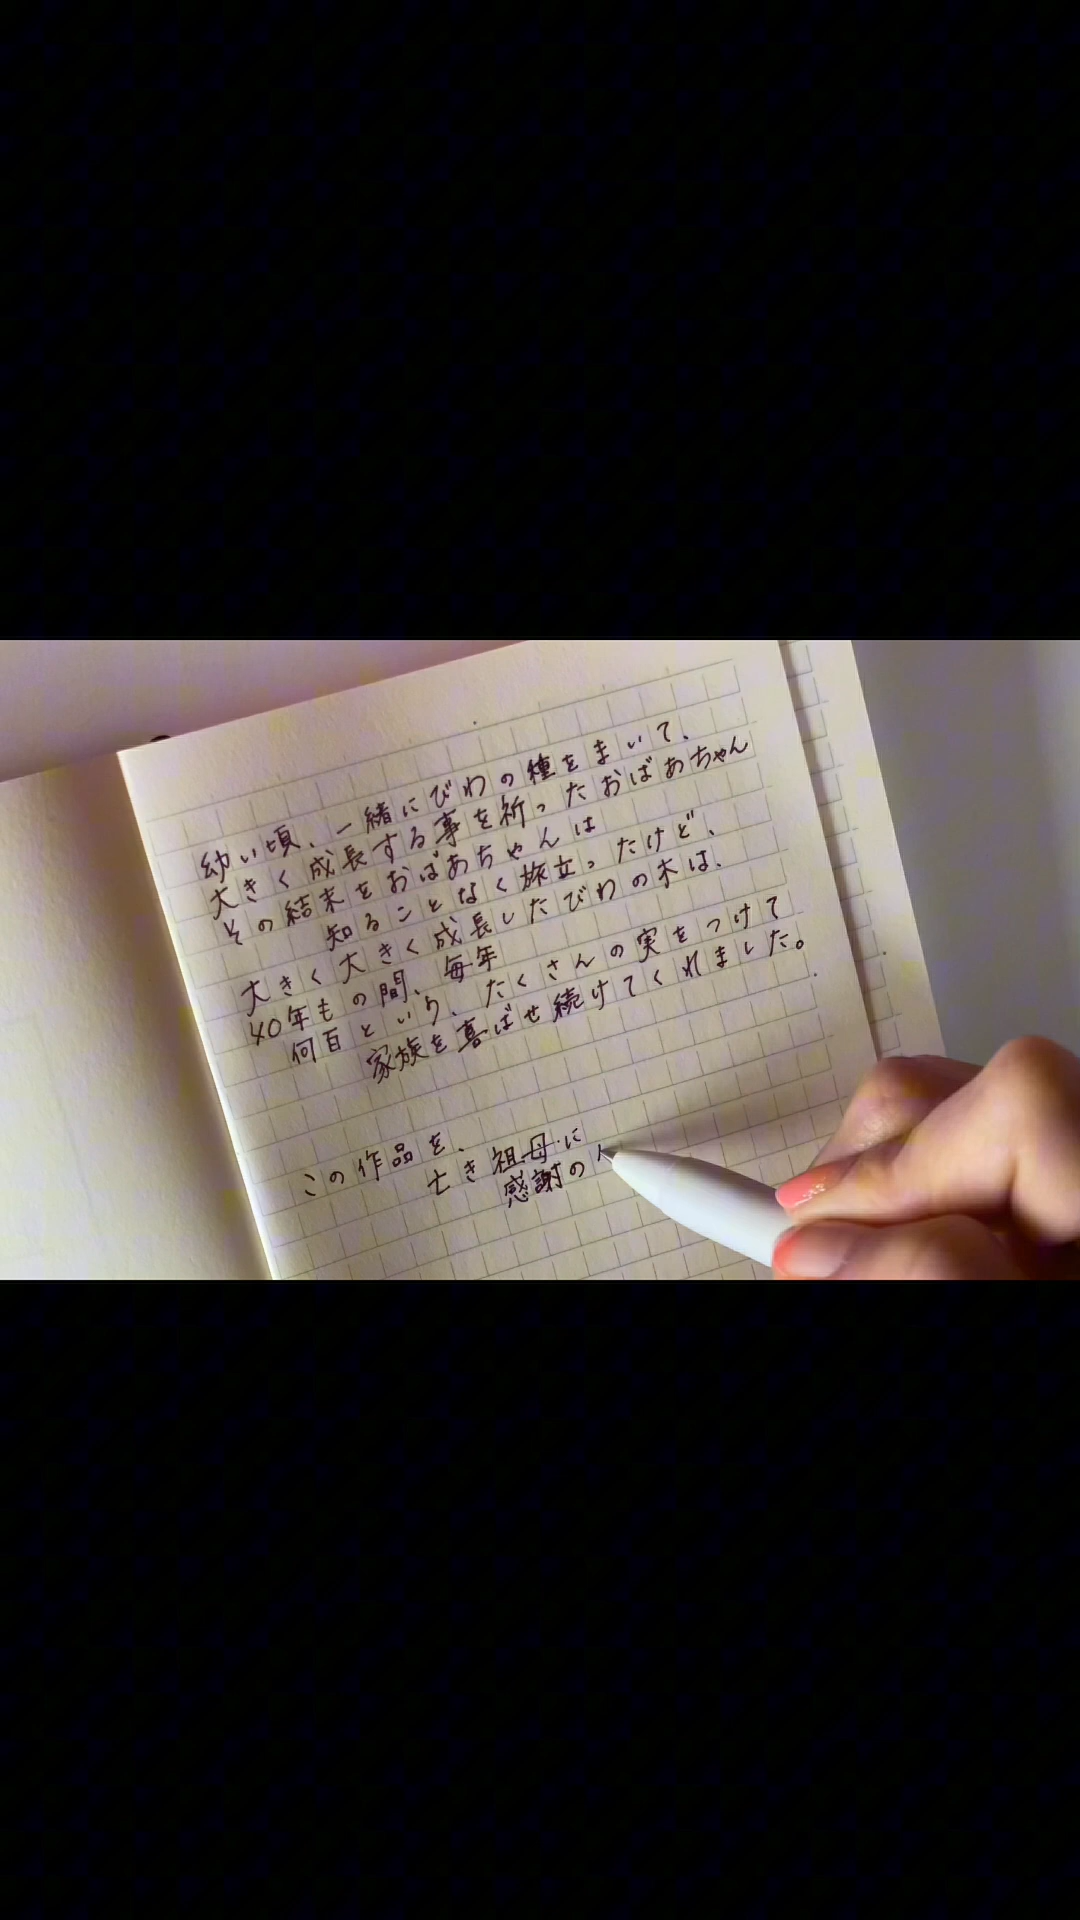 幼い頃、一緒にびわの種をまいて、
大きく成長する事を祈ったおばあちゃん
その結末をおばあちゃんは
知ることなく旅立ったけど、
大きく大きく成長したびわの木は、
40年もの間、毎年
何百という、たくさんの実をつけて
家族を喜ばせ続けてくれました。
この作品を、
亡き祖母に
感謝の